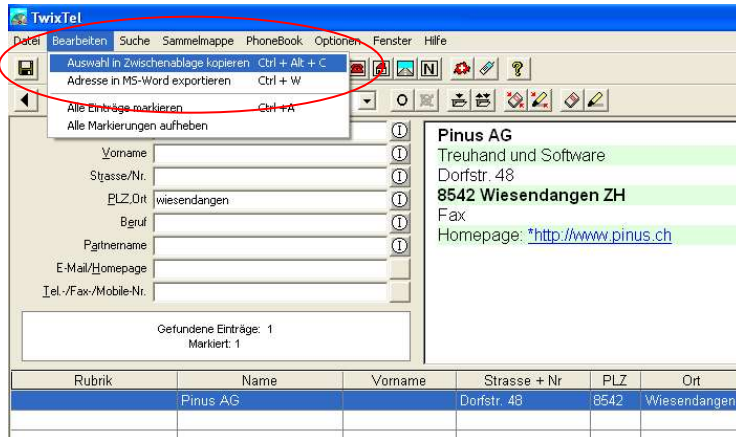 TwixTel
Datei Bearbeiten Suche Sammelmappe PhoneBook Optionen Fenster Hilfe
Auswahl in Zwischenablage kopieren Ctrl + Alt + C
Adresse in MS-Word exportieren Ctrl + W
Alle Einträge markieren Ctrl +A
Alle Markierungen aufheben
Vorname
Strasse/Nr.
PLZ,Ort wiesendangen
Beruf
Partnername
E-Mail/Homepage
Tel.-/Fax-/Mobile-Nr.
Gefundene Einträge: 1
Markiert: 1
Pinus AG
Treuhand und Software
Dorfstr. 48
8542 Wiesendangen ZH
Fax
Homepage: *http://www.pinus.ch
Rubrik Name Vorname Strasse + Nr PLZ Ort
Pinus AG Dorfstr. 48 8542 Wiesendangen